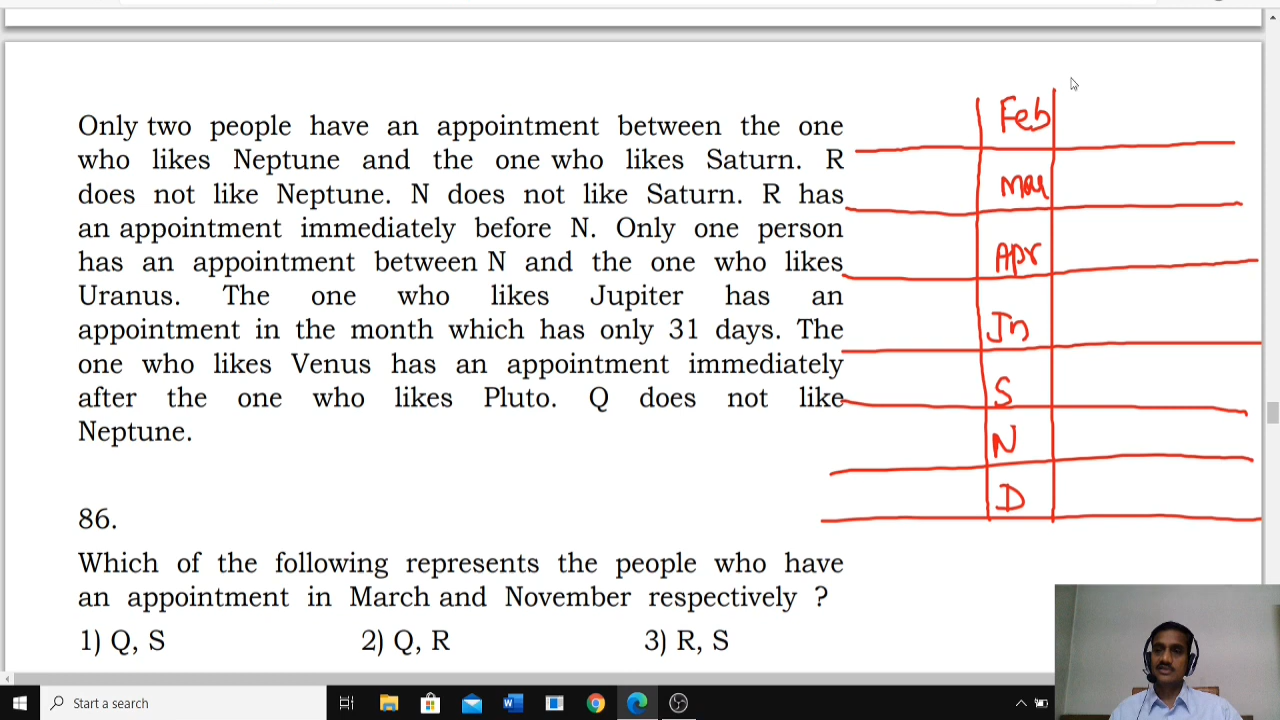 Only two people have an appointment between the one
who likes Neptune and the one who likes Saturn. R
does not like Neptune. N does not like Saturn. R has
an appointment immediately before N. Only one person
has an appointment between N and the one who likes
Uranus. The one who likes Jupiter has an
appointment in the month which has only 31 days. The
one who likes Venus has an appointment immediately
after the one who likes Pluto. Q does not like
Neptune.
86.
Which of the following represents the people who have
an appointment in March and November respectively ?
1) Q, S 2) Q, R 3) R, S
Feb
Mar
Apr
Jn
S
N
D
Start a search